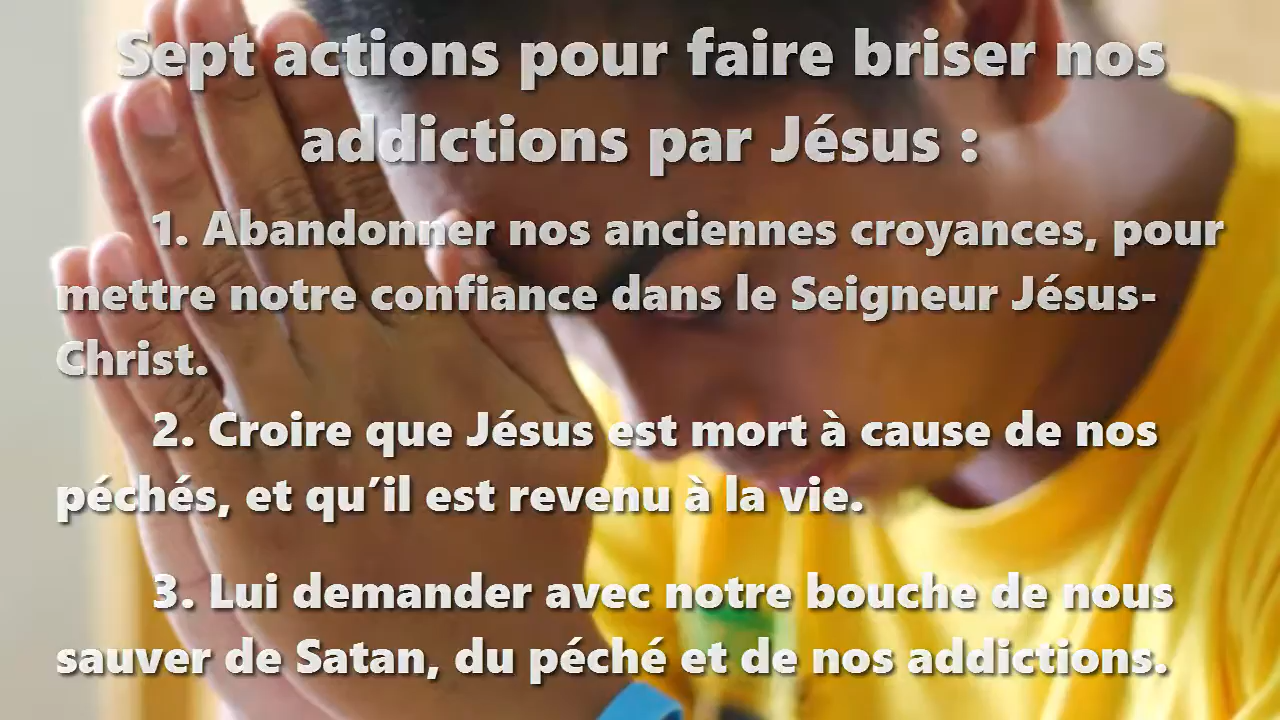 Sept actions pour faire briser nos
addictions par Jésus :
1. Abandonner nos anciennes croyances, pour
mettre notre confiance dans le Seigneur Jésus-
Christ.
2. Croire que Jésus est mort à cause de nos
péchés, et qu’il est revenu à la vie.
3. Lui demander avec notre bouche de nous
sauver de Satan, du péché et de nos addictions.